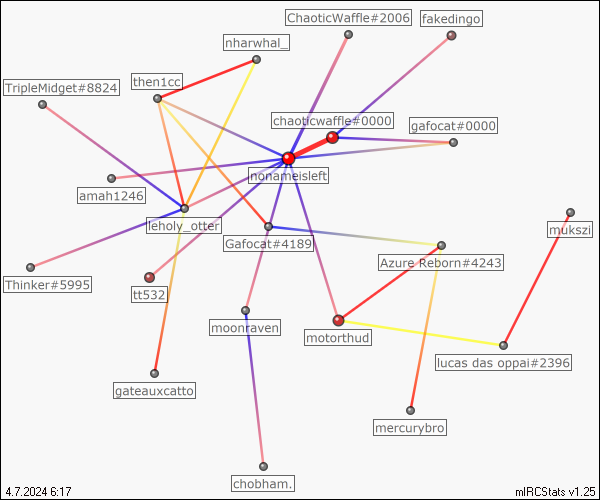 ChaoticWaffle#2006
fakedingo
nharwhal_
TripleMidget#8824
then1cc
chaoticwaffle#0000
gafocat#0000
nonameisleft
amah1246
leholy_otter
mukszi
Gafocat#4189
Azure_Reborn#4243
Thinker#5995
tt532
moonraven
motorthud
lucas das oppai#2396
gateauxcatto
mercurybro
chobham.
4.7.2024 6:17
mIRCStats v1.25